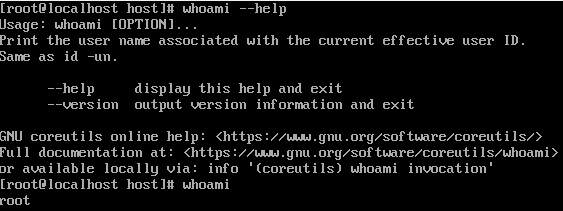 [root@localhost host]# whoami --help
Usage: whoami [OPTION]...
Print the user name associated with the current effective user ID.
Same as id -un.
--help display this help and exit
--version output version information and exit
GNU coreutils online help: <https://www.gnu.org/software/coreutils/>
Full documentation at: <https://www.gnu.org/software/coreutils/whoami>
or available locally via: info '(coreutils) whoami invocation'
[root@localhost host]# whoami
root